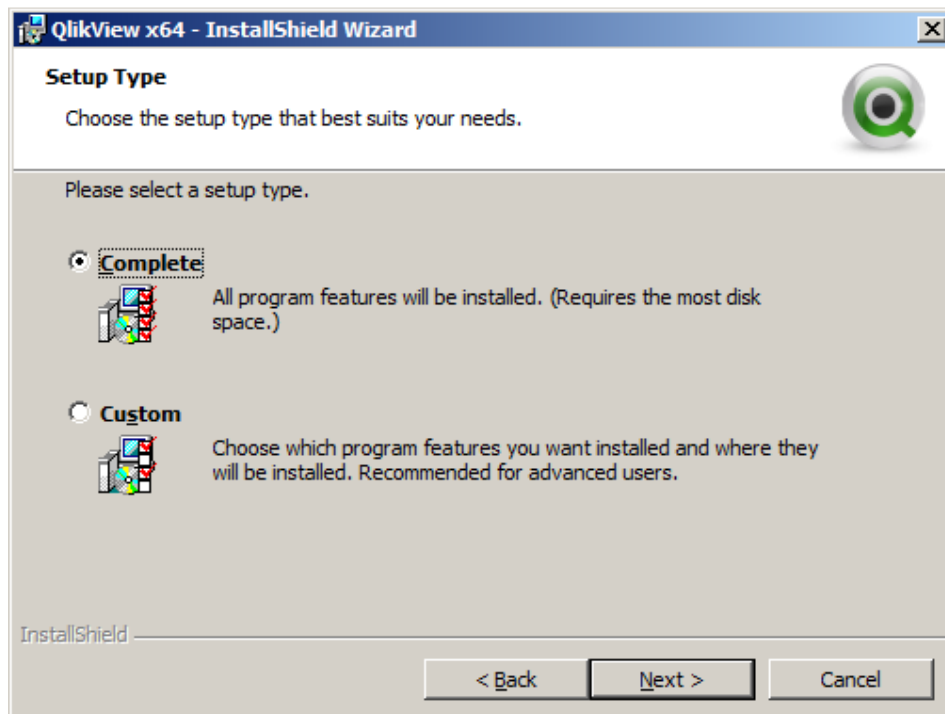 QlikView x64 - InstallShield Wizard
Setup Type
Choose the setup type that best suits your needs.
Please select a setup type.
Complete
All program features will be installed. (Requires the most disk
space.)
Custom
Choose which program features you want installed and where they
will be installed. Recommended for advanced users.
InstallShield
< Back Next > Cancel